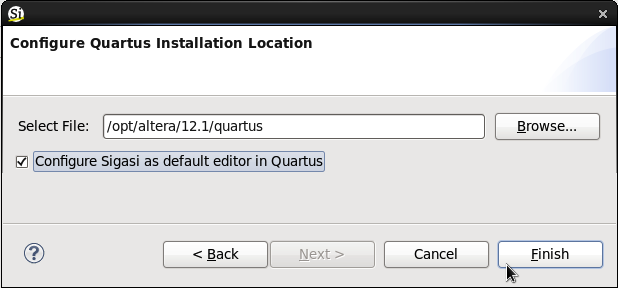 Si
Configure Quartus Installation Location
Select File: /opt/altera/12.1/quartus Browse...
Configure Sigasi as default editor in Quartus
? < Back Next > Cancel Finish